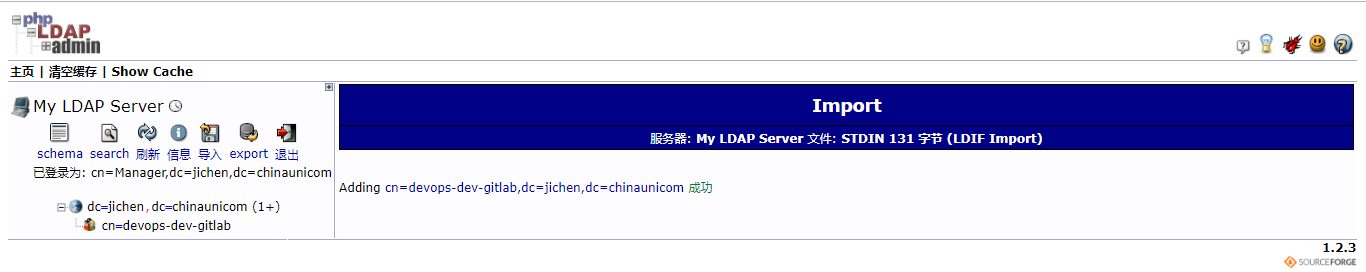 php
LDAP
admin
主页 | 清空缓存 | Show Cache
My LDAP Server
schema search 刷新 信息 导入 export 退出
已登录为: cn=Manager,dc=jichen,dc=chinaunicom
dc=jichen,dc=chinaunicom (1+)
cn=devops-dev-gitlab
Import
服务器: My LDAP Server 文件: STDIN 131 字节 (LDIF Import)
Adding cn=devops-dev-gitlab,dc=jichen,dc=chinaunicom 成功
1.2.3
SOURCEFORGE